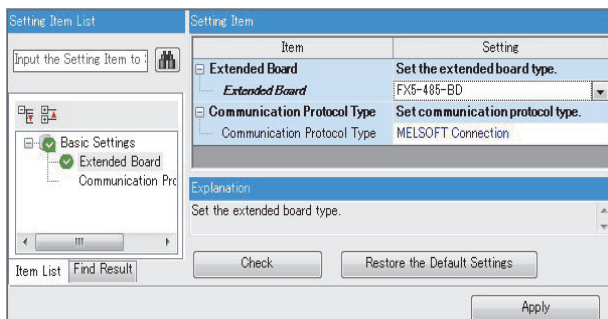 Setting Item List
Input the Setting Item to
Basic Settings
Extended Board
Communication Pro
Item List
Find Result
Setting Item
Item Setting
Extended Board Set the extended board type.
Extended Board FX5-485-BD
Communication Protocol Type Set communication protocol type.
Communication Protocol Type MELSOFT Connection
Explanation
Set the extended board type.
Check
Restore the Default Settings
Apply